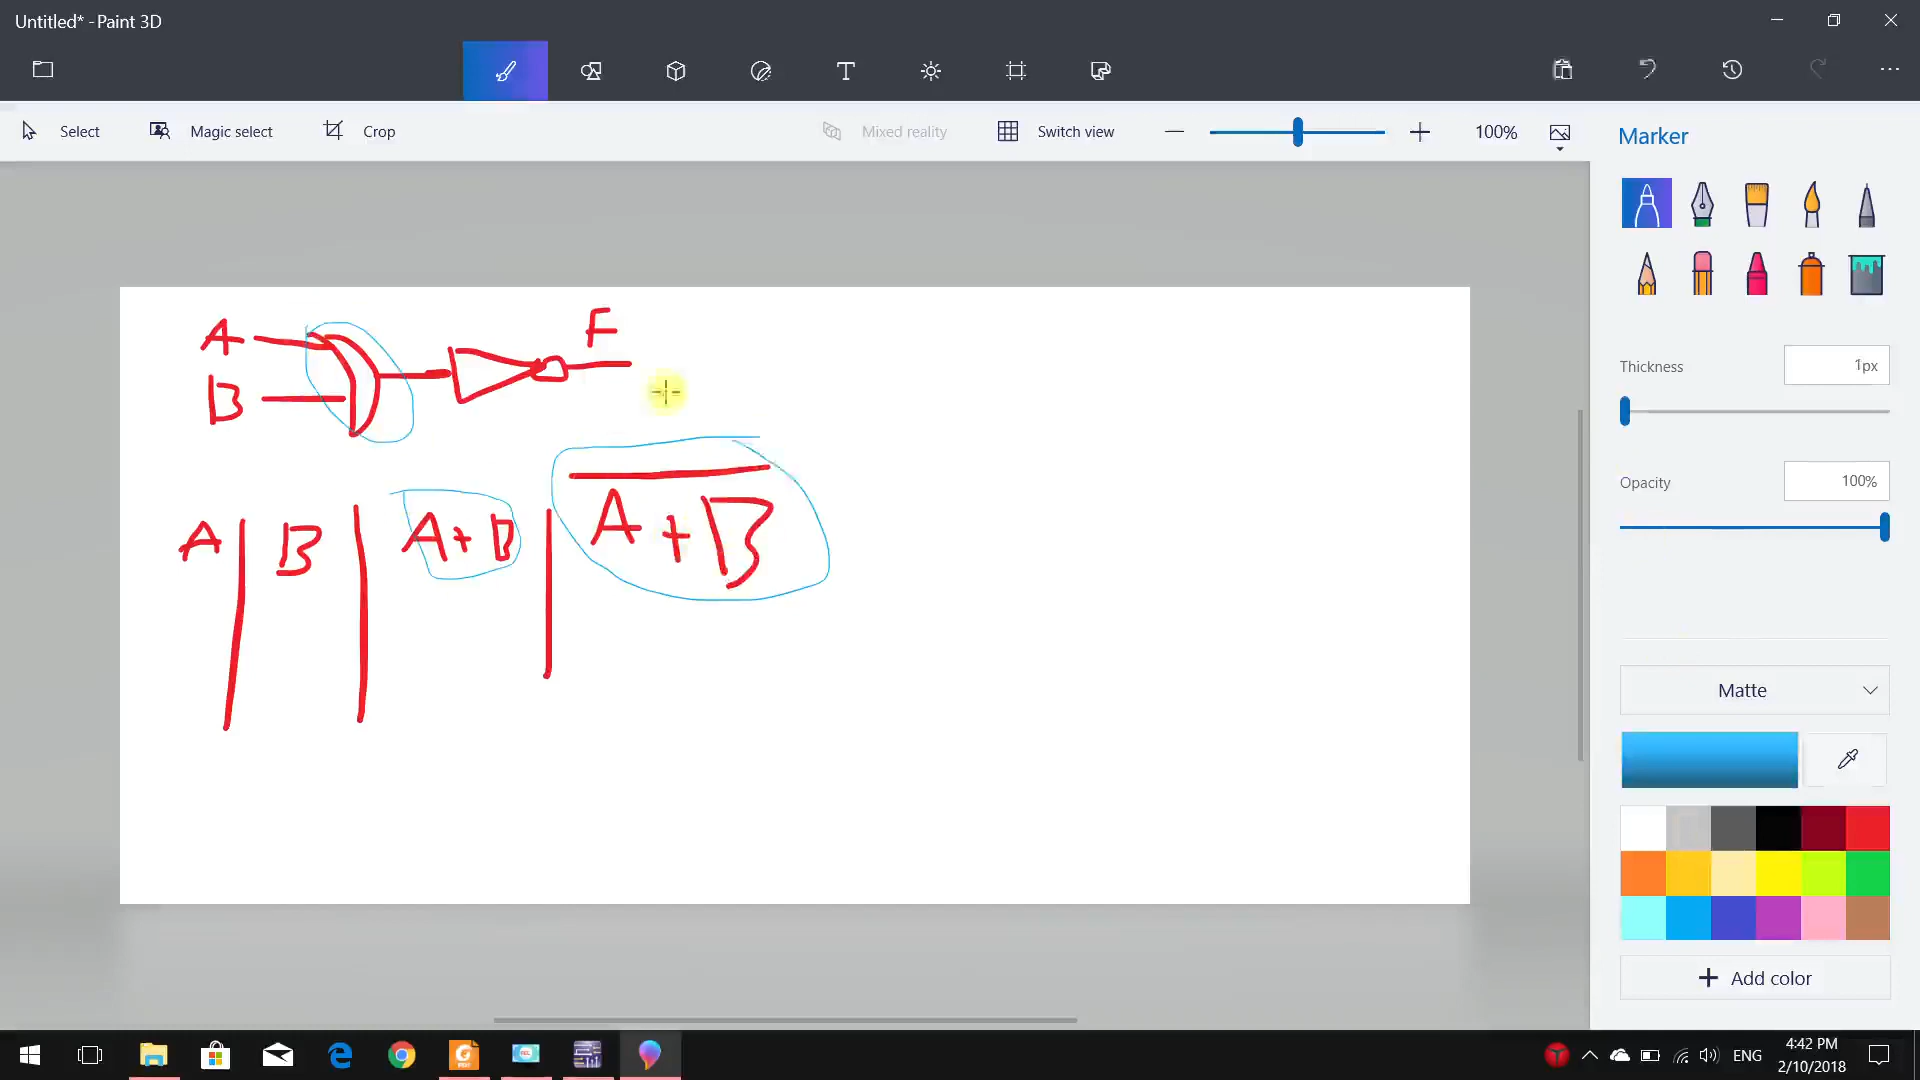 Untitled* - Paint 3D
Select
Magic select
Crop
Mixed reality
Switch view
100%
Marker
Thickness
1px
Opacity
100%
Matte
Add color
F
A
B
A B A+B A+B
ENG
4:42 PM
2/10/2018